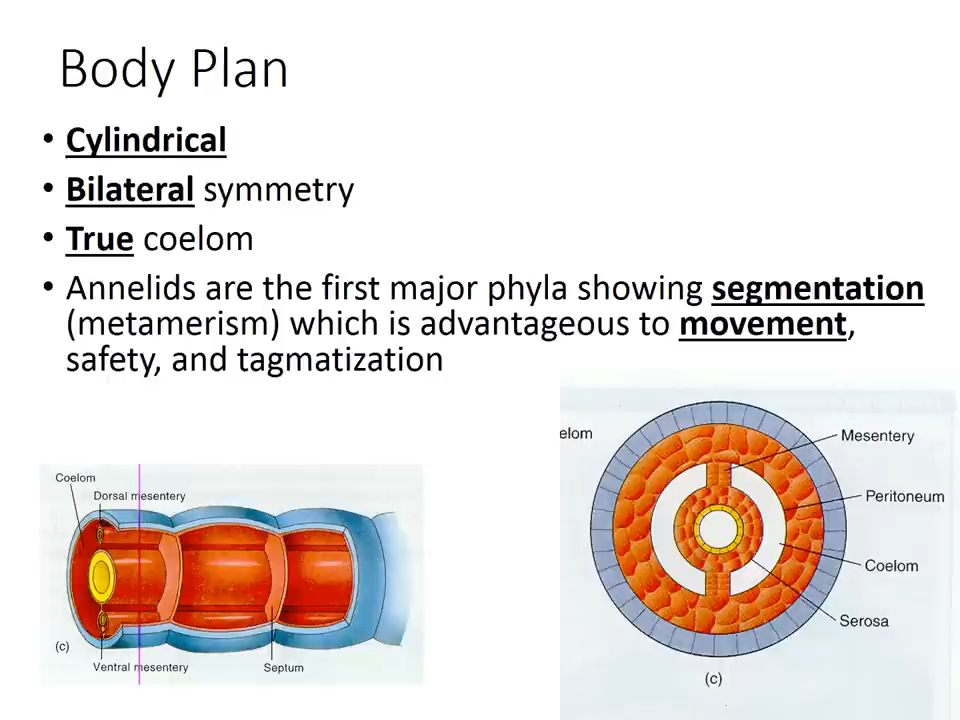 Body Plan
• Cylindrical
• Bilateral symmetry
• True coelom
• Annelids are the first major phyla showing segmentation
(metamerism) which is advantageous to movement,
safety, and tagmatization
elom
Mesentery
Peritoneum
Coelom
Serosa
(c)
Coelom
Dorsal mesentery
(c)
Ventral mesentery
Septum